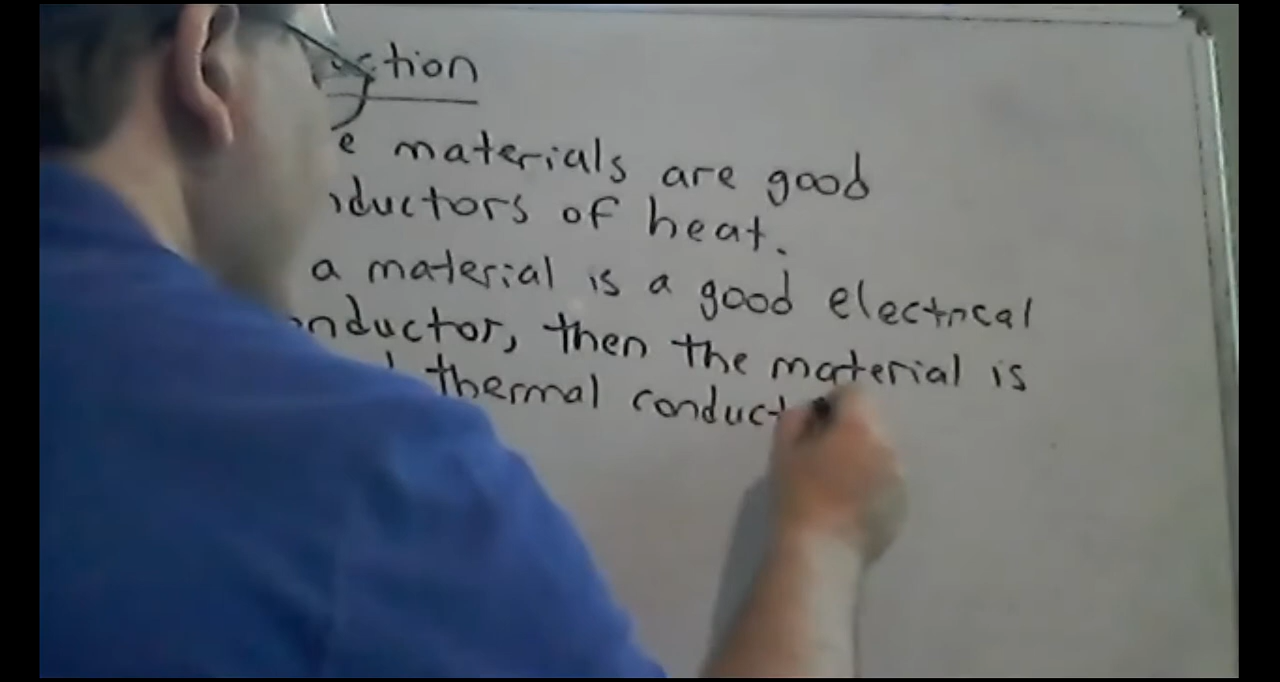 ction
materials are good
ductors of heat.
a material is a good electrical
nductor, then the material is
thermal conduct